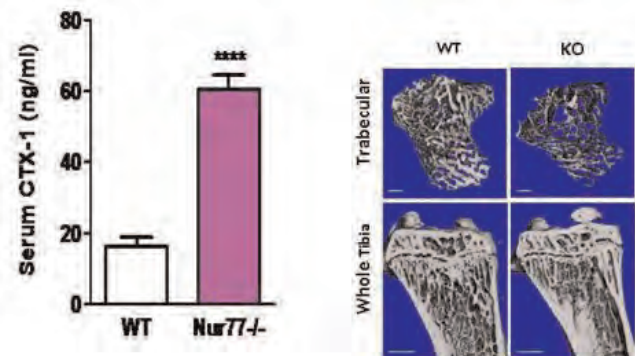 Serum CTX-1 (ng/ml)
80
60
40
20
0
****
WT
Nur77-/-
WT
KO
Trabecular
Whole Tibia